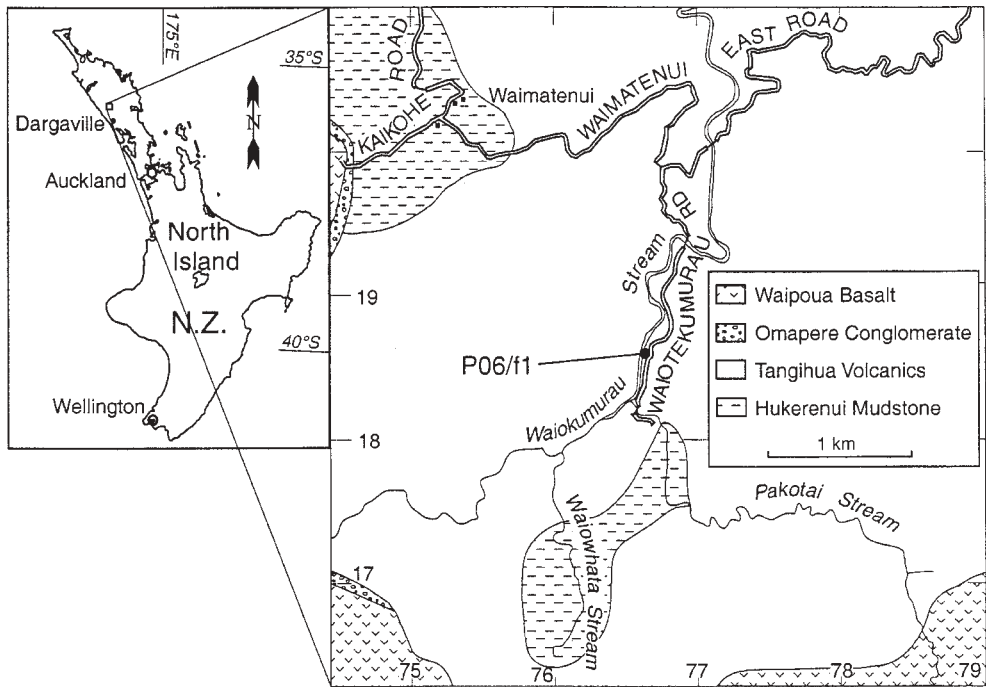 175°E
35°S
N
Dargaville
Auckland
North
Island
N.Z.
40°S
Wellington
KAIKOHE ROAD
Waimatenui
WAIMATENUI
EAST ROAD
WAIOTEKUMURAU RD
Stream
19
P06/f1
Waiokumurau
18
Waiowhata Stream
Pakotai Stream
17
75
76
77
78
79
Waipoua Basalt
Omapere Conglomerate
Tangihua Volcanics
Hukerenui Mudstone
1 km